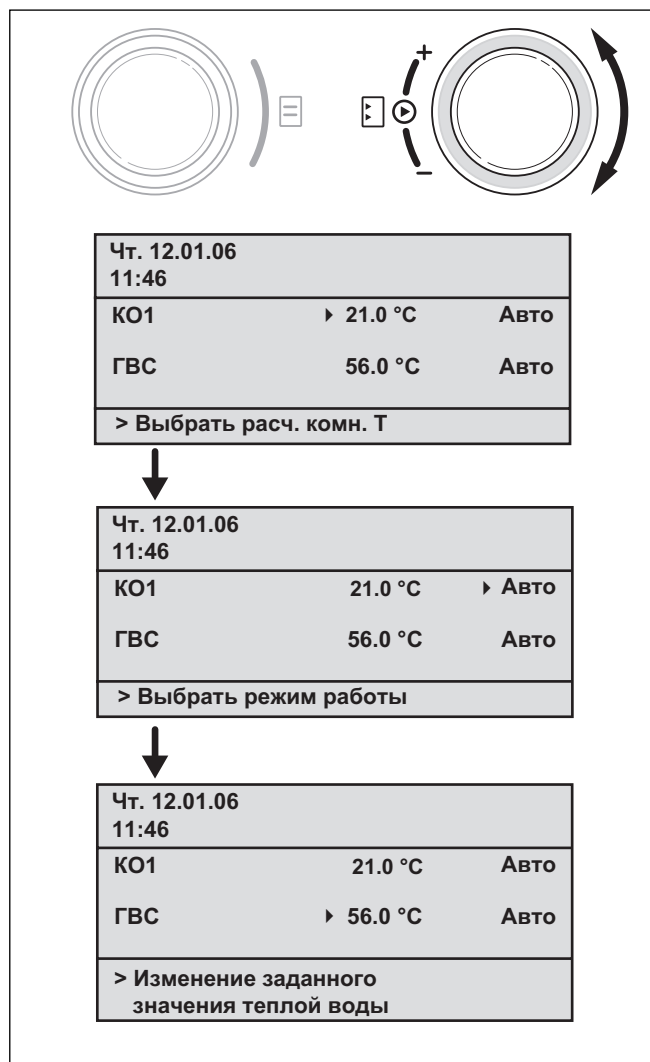 +
−
Чт. 12.01.06
11:46
КО1 21.0 °C Авто
ГВС 56.0 °C Авто
> Выбрать расч. комн. Т
Чт. 12.01.06
11:46
КО1 21.0 °C Авто
ГВС 56.0 °C Авто
> Выбрать режим работы
Чт. 12.01.06
11:46
КО1 21.0 °C Авто
ГВС 56.0 °C Авто
> Изменение заданного
значения теплой воды